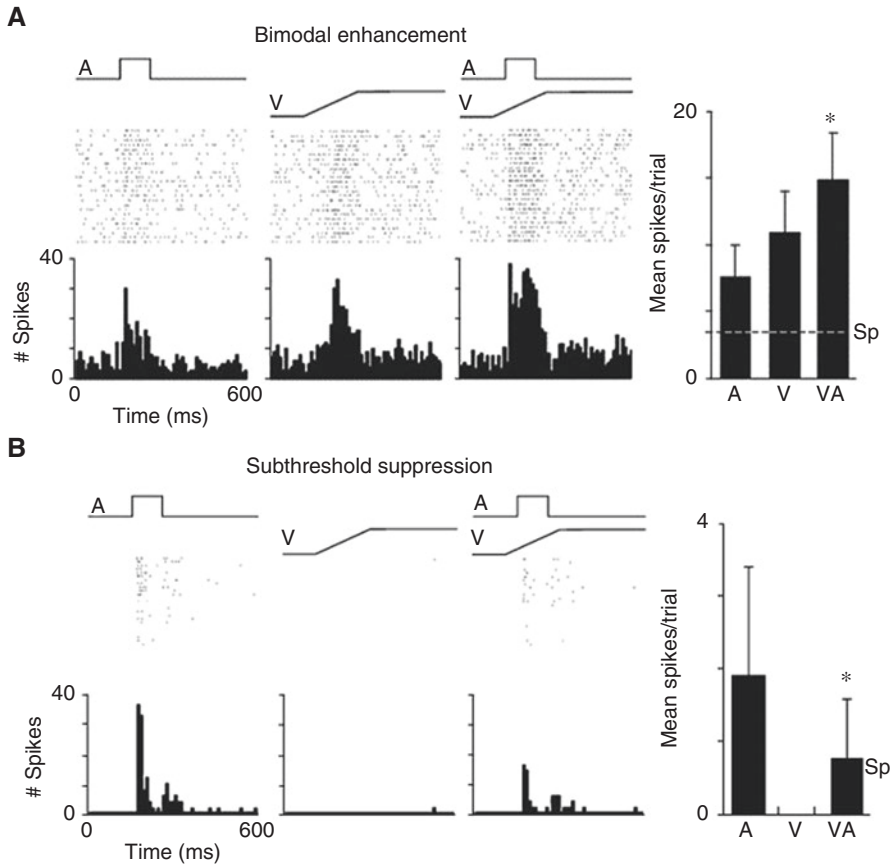 A
Bimodal enhancement
A
V
A
V
40
0
# Spikes
0 600
Time (ms)
20
0
Mean spikes/trial
*
Sp
A V VA
B
Subthreshold suppression
A
V
A
V
40
0
# Spikes
0 600
Time (ms)
4
0
Mean spikes/trial
*
Sp
A V VA